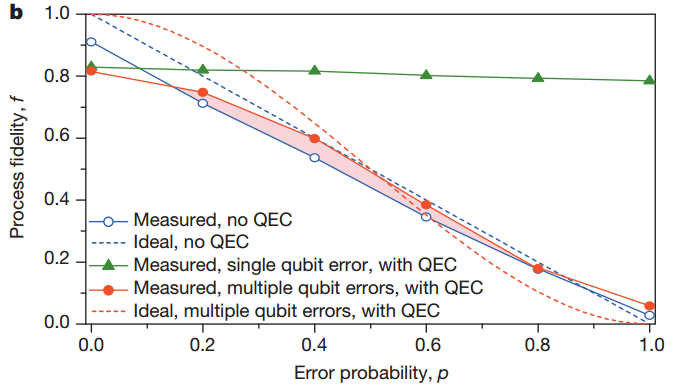 b
1.0
0.8
0.6
0.4
0.2
0.0
Process fidelity, f
Measured, no QEC
Ideal, no QEC
Measured, single qubit error, with QEC
Measured, multiple qubit errors, with QEC
Ideal, multiple qubit errors, with QEC
0.0 0.2 0.4 0.6 0.8 1.0
Error probability, p